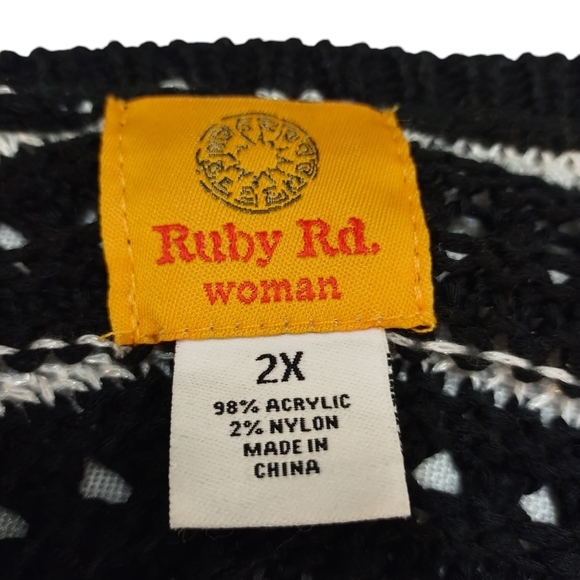 Ruby Rd.
woman
2X
98% ACRYLIC
2% NYLON
MADE IN
CHINA